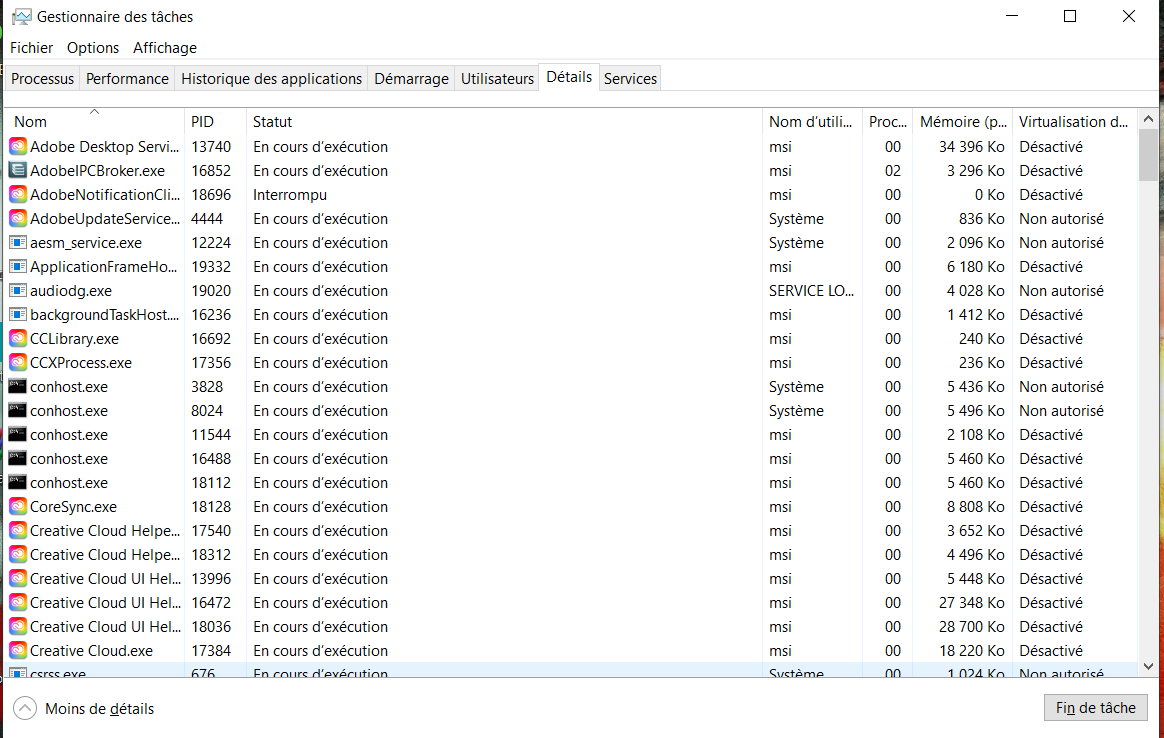 Gestionnaire des tâches
Fichier Options Affichage
Processus Performance Historique des applications Démarrage Utilisateurs Détails Services
Nom PID Statut Nom d'utili... Proc... Mémoire (p... Virtualisation d...
Adobe Desktop Servi... 13740 En cours d'exécution msi 00 34 396 Ko Désactivé
AdobeIPCBroker.exe 16852 En cours d'exécution msi 02 3 296 Ko Désactivé
AdobeNotificationCli... 18696 Interrompu msi 00 0 Ko Désactivé
AdobeUpdateService... 4444 En cours d'exécution Système 00 836 Ko Non autorisé
aesm_service.exe 12224 En cours d'exécution Système 00 2 096 Ko Non autorisé
ApplicationFrameHo... 19332 En cours d'exécution msi 00 6 180 Ko Désactivé
audiodg.exe 19020 En cours d'exécution SERVICE LO... 00 4 028 Ko Non autorisé
backgroundTaskHost.... 16236 En cours d'exécution msi 00 1 412 Ko Désactivé
CCLibrary.exe 16692 En cours d'exécution msi 00 240 Ko Désactivé
CCXProcess.exe 17356 En cours d'exécution msi 00 236 Ko Désactivé
conhost.exe 3828 En cours d'exécution Système 00 5 436 Ko Non autorisé
conhost.exe 8024 En cours d'exécution Système 00 5 496 Ko Non autorisé
conhost.exe 11544 En cours d'exécution msi 00 2 108 Ko Désactivé
conhost.exe 16488 En cours d'exécution msi 00 5 460 Ko Désactivé
conhost.exe 18112 En cours d'exécution msi 00 5 460 Ko Désactivé
CoreSync.exe 18128 En cours d'exécution msi 00 8 808 Ko Désactivé
Creative Cloud Helpe... 17540 En cours d'exécution msi 00 3 652 Ko Désactivé
Creative Cloud Helpe... 18312 En cours d'exécution msi 00 4 496 Ko Désactivé
Creative Cloud UI Hel... 13996 En cours d'exécution msi 00 5 448 Ko Désactivé
Creative Cloud UI Hel... 16472 En cours d'exécution msi 00 27 348 Ko Désactivé
Creative Cloud UI Hel... 18036 En cours d'exécution msi 00 28 700 Ko Désactivé
Creative Cloud.exe 17384 En cours d'exécution msi 00 18 220 Ko Désactivé
csrss.exe 676 En cours d'exécution Système 00 1 024 Ko Non autorisé
Moins de détails Fin de tâche